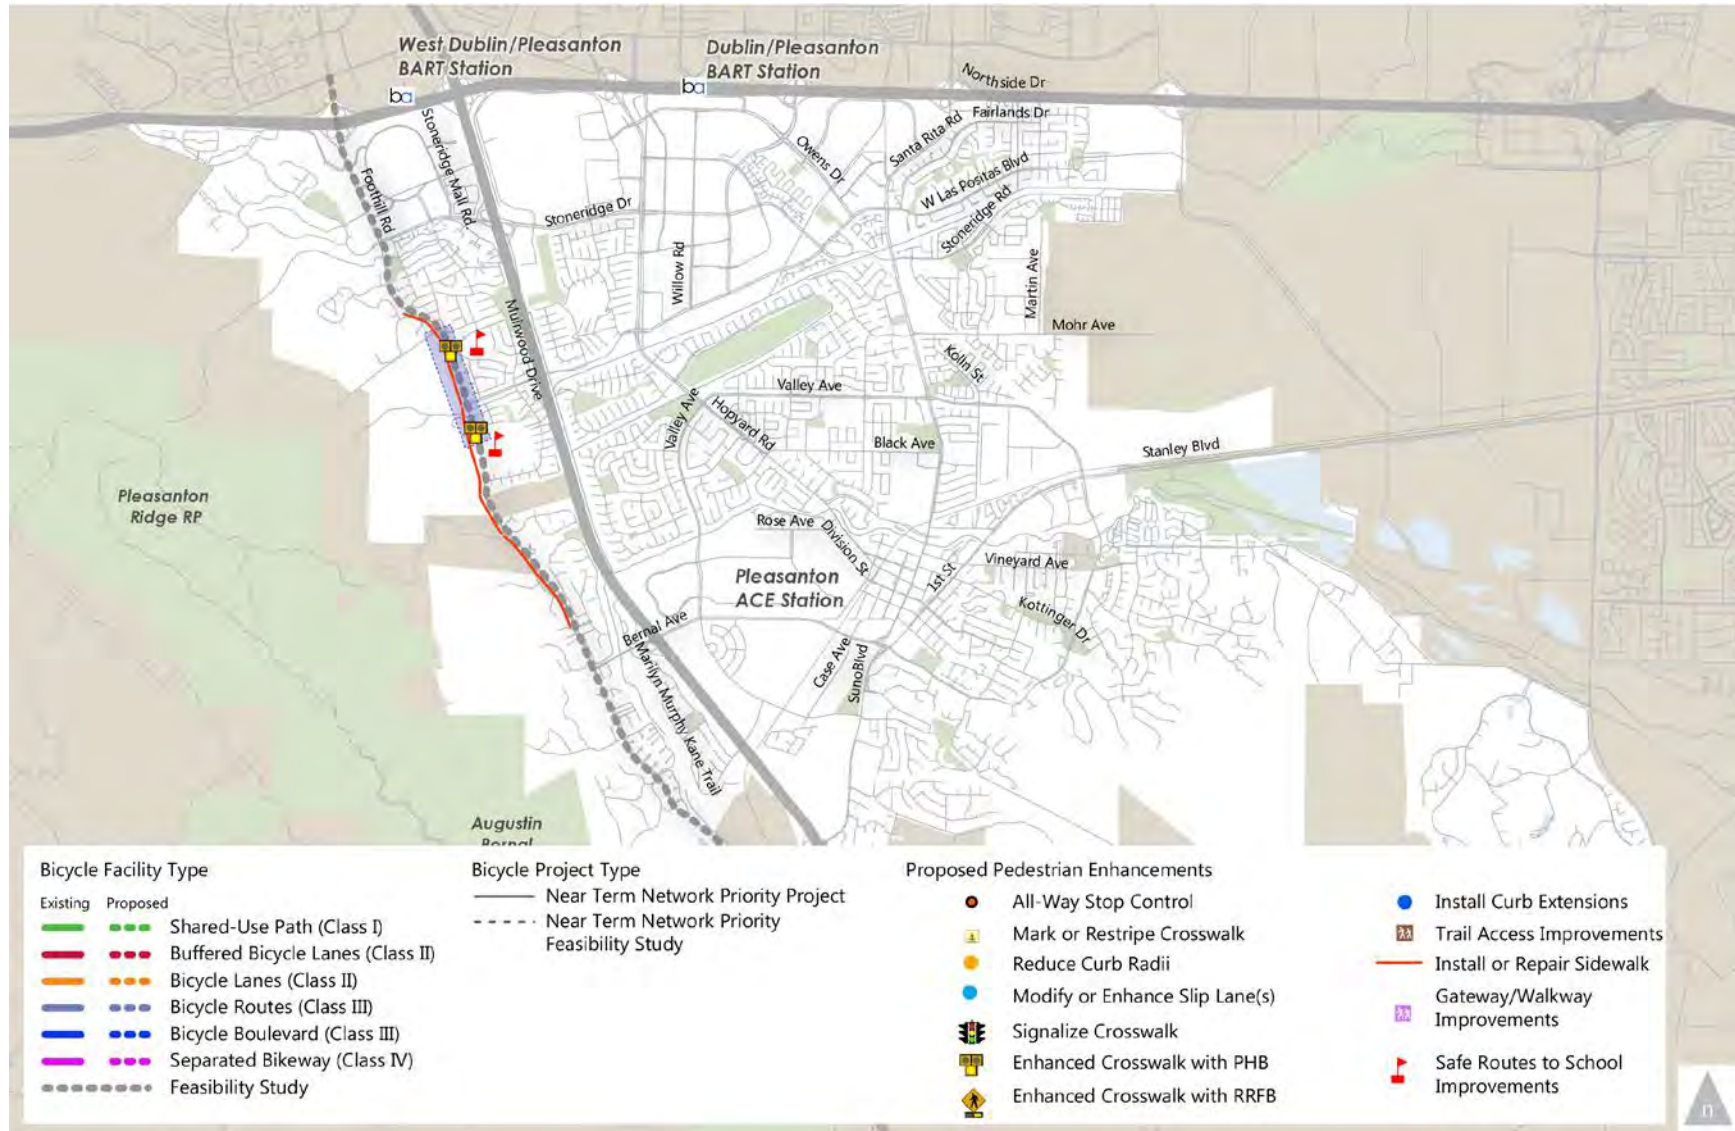 West Dublin/Pleasanton
BART Station
Dublin/Pleasanton
BART Station
ba
ba
Northside Dr
Fairlands Dr
Santa Rita Rd
Owens Dr
W Las Positas Blvd
Stoneridge Rd
Stoneridge Mall Rd.
Foothill Rd
Stoneridge Dr
Willow Rd
Martin Ave
Mohr Ave
Muirwood Drive
Kolln St
Valley Ave
Valley Ave
Hopyard Rd
Black Ave
Stanley Blvd
Pleasanton
Ridge RP
Rose Ave
Division St
Vineyard Ave
1st St
Pleasanton
ACE Station
Kottinger Dr
Bernal Ave
Case Ave
SunoBlvd
Marilyn Murphy Kane Trail
Augustin
Bernal
Bicycle Facility Type
Existing Proposed
Shared-Use Path (Class I)
Buffered Bicycle Lanes (Class II)
Bicycle Lanes (Class II)
Bicycle Routes (Class III)
Bicycle Boulevard (Class III)
Separated Bikeway (Class IV)
Feasibility Study
Bicycle Project Type
Near Term Network Priority Project
Near Term Network Priority
Feasibility Study
Proposed Pedestrian Enhancements
All-Way Stop Control
Mark or Restripe Crosswalk
Reduce Curb Radii
Modify or Enhance Slip Lane(s)
Signalize Crosswalk
Enhanced Crosswalk with PHB
Enhanced Crosswalk with RRFB
Install Curb Extensions
Trail Access Improvements
Install or Repair Sidewalk
Gateway/Walkway
Improvements
Safe Routes to School
Improvements
n